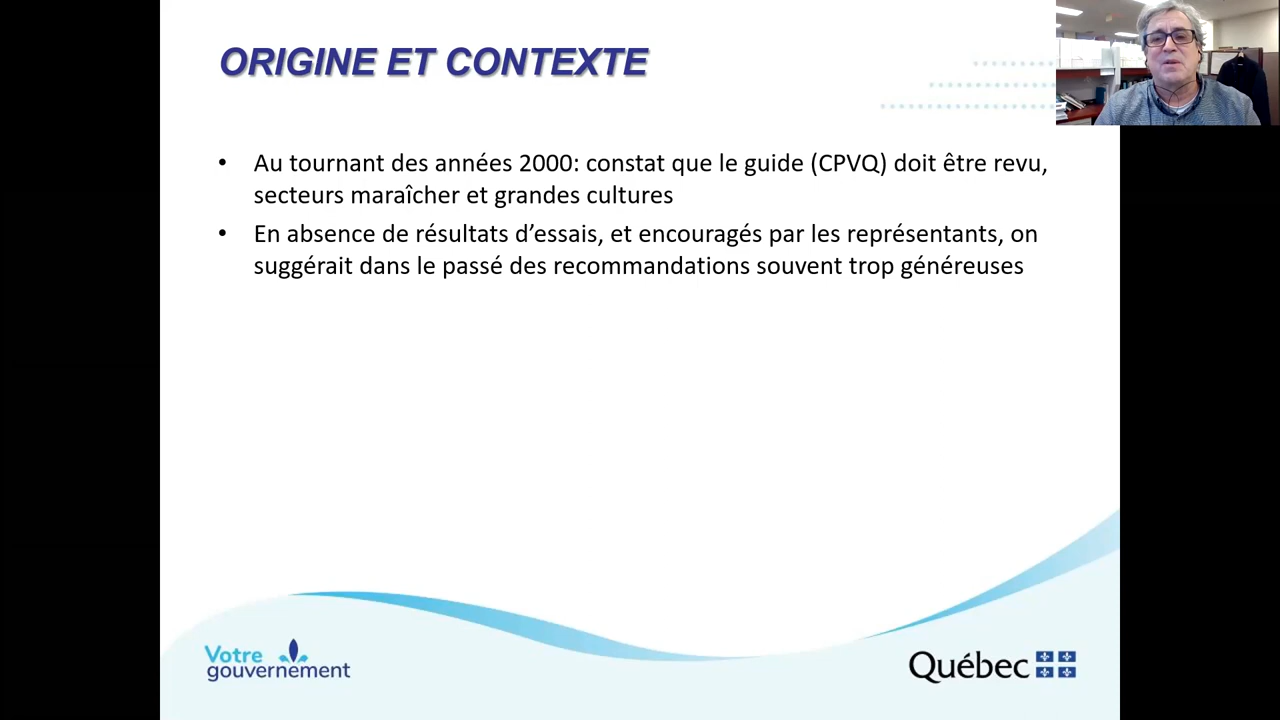 ORIGINE ET CONTEXTE
• Au tournant des années 2000: constat que le guide (CPVQ) doit être revu,
secteurs maraîcher et grandes cultures
• En absence de résultats d’essais, et encouragés par les représentants, on
suggérait dans le passé des recommandations souvent trop généreuses
Votre
gouvernement
Québec